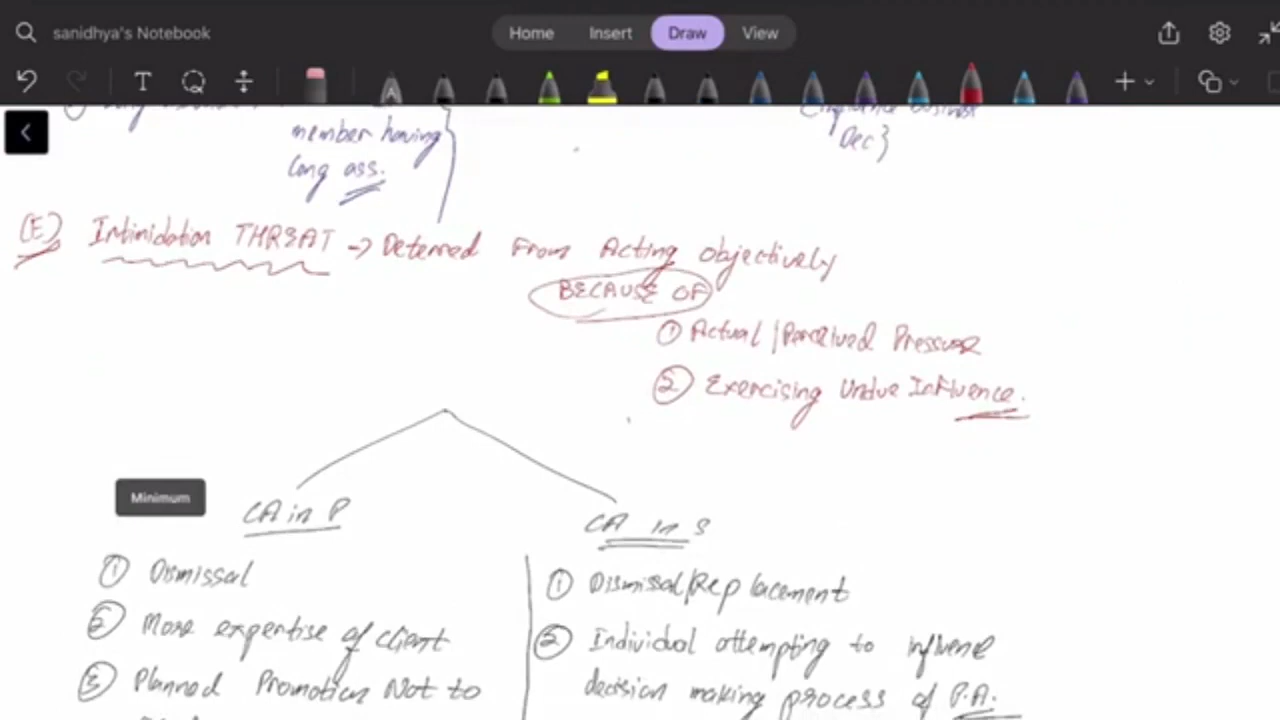 sanidhya's Notebook
Home Insert Draw View
member having
Long ass.
Dec}
(E) Intimidation THREAT -> Deterred From Acting Objectively
BECAUSE OF
① Actual/Perceived Pressure
② Exercising Undue Influence.
Minimum
CA in P
CA in S
① Dismissal
② More expertise of client
③ Planned Promotion Not to
① Dismissal/Replacement
② Individual attempting to influence
decision making process of P.A.